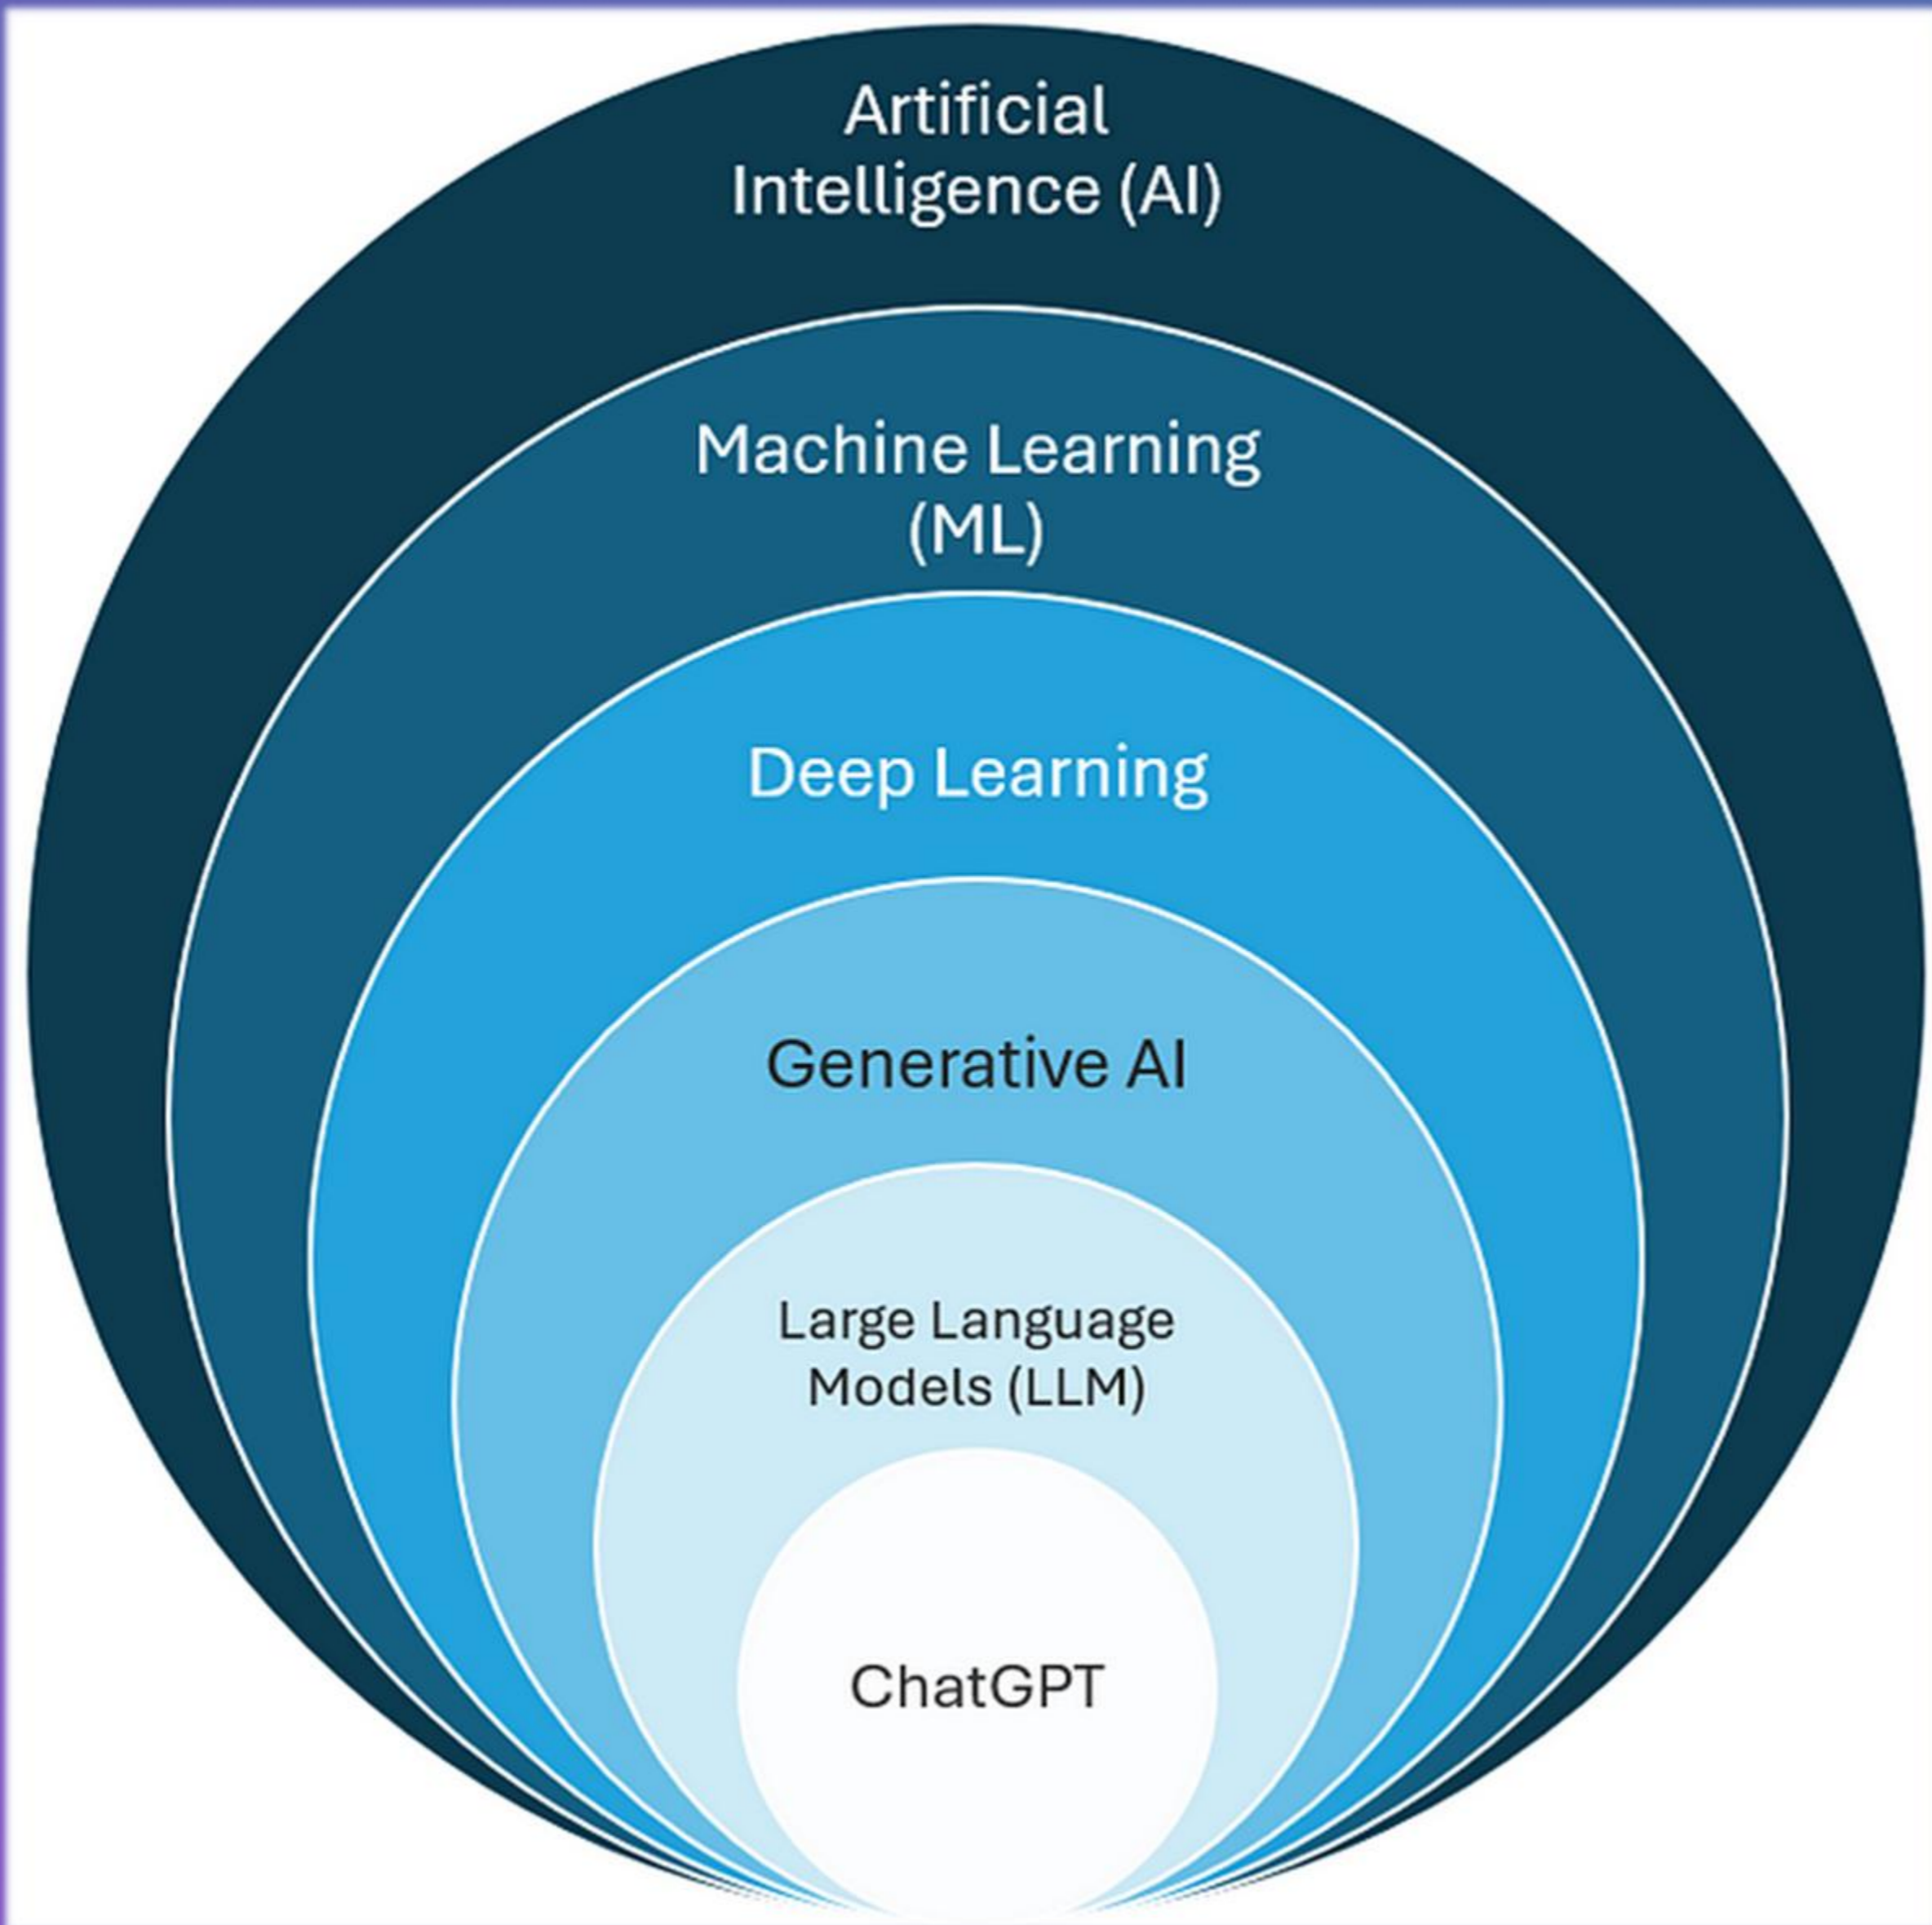 Artificial
Intelligence (AI)
Machine Learning
(ML)
Deep Learning
Generative AI
Large Language
Models (LLM)
ChatGPT